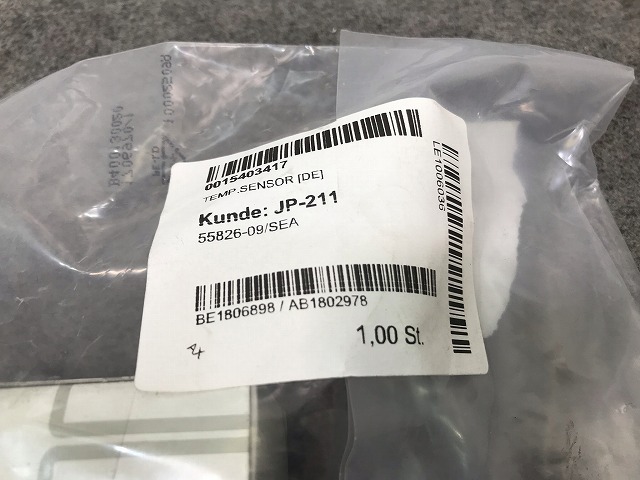 0015403417
TEMP.SENSOR [DE]
Kunde: JP-211
55826-09/SEA
BE1806898 / AB1802978
1,00 St.
LE1006036